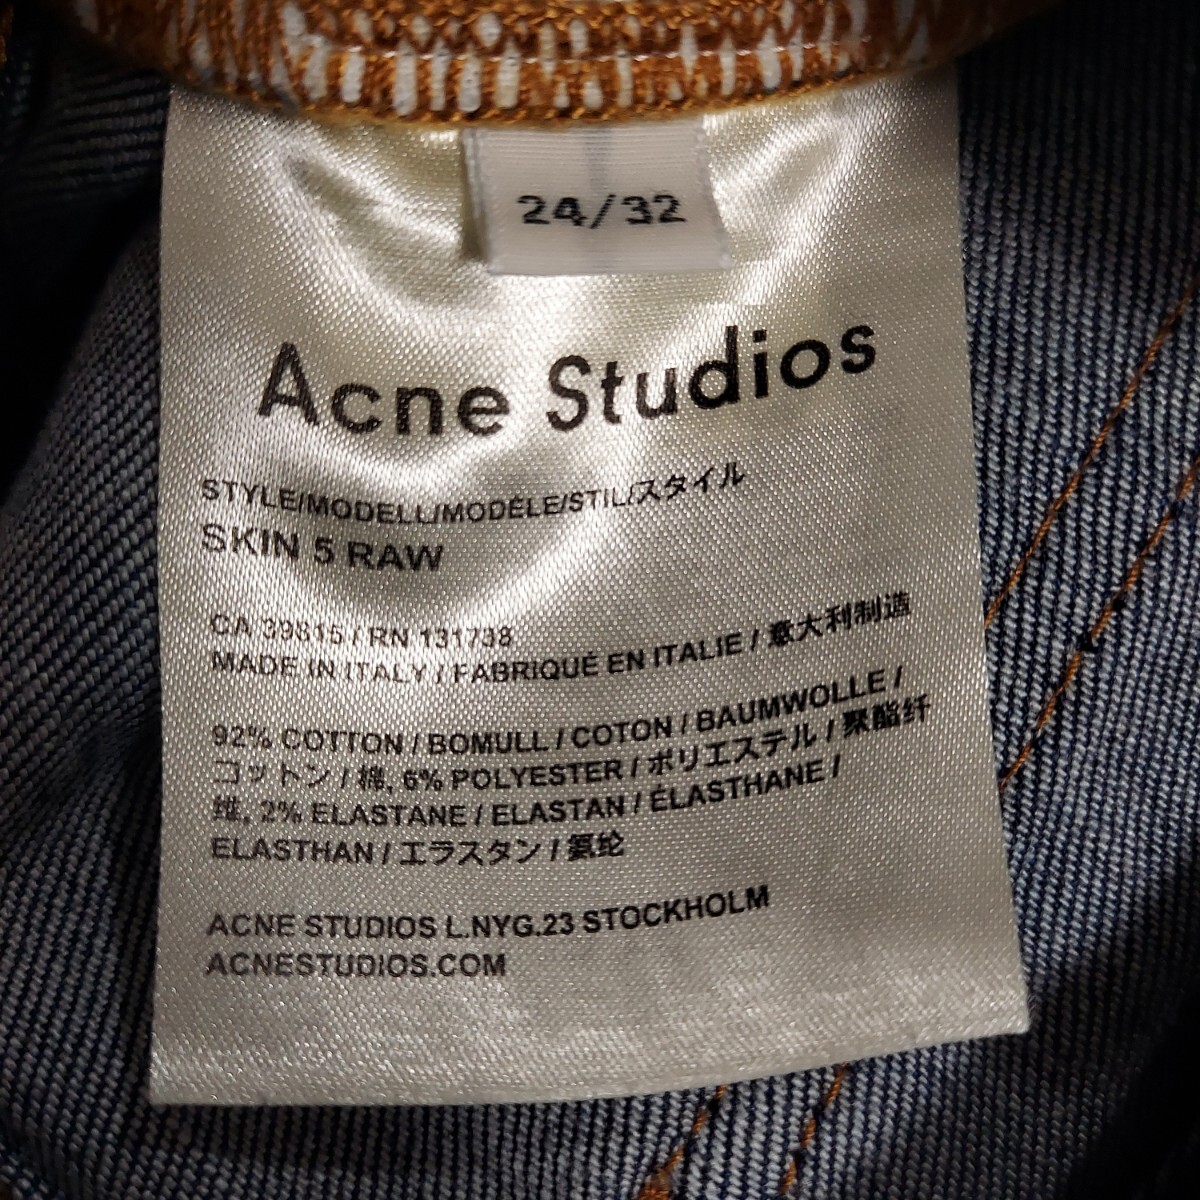 24/32
Acne Studios
STYLE/MODELL/MODÈLE/STIL/スタイル
SKIN 5 RAW
CA 39815 / RN 131738
MADE IN ITALY / FABRIQUÉ EN ITALIE / 意大利制造
92% COTTON / BOMULL / COTON / BAUMWOLLE /
コットン / 棉, 6% POLYESTER / ポリエステル / 聚酯纤
维, 2% ELASTANE / ELASTAN / ÉLASTHANE /
ELASTHAN / エラスタン / 氨纶
ACNE STUDIOS L.NYG.23 STOCKHOLM
ACNESTUDIOS.COM